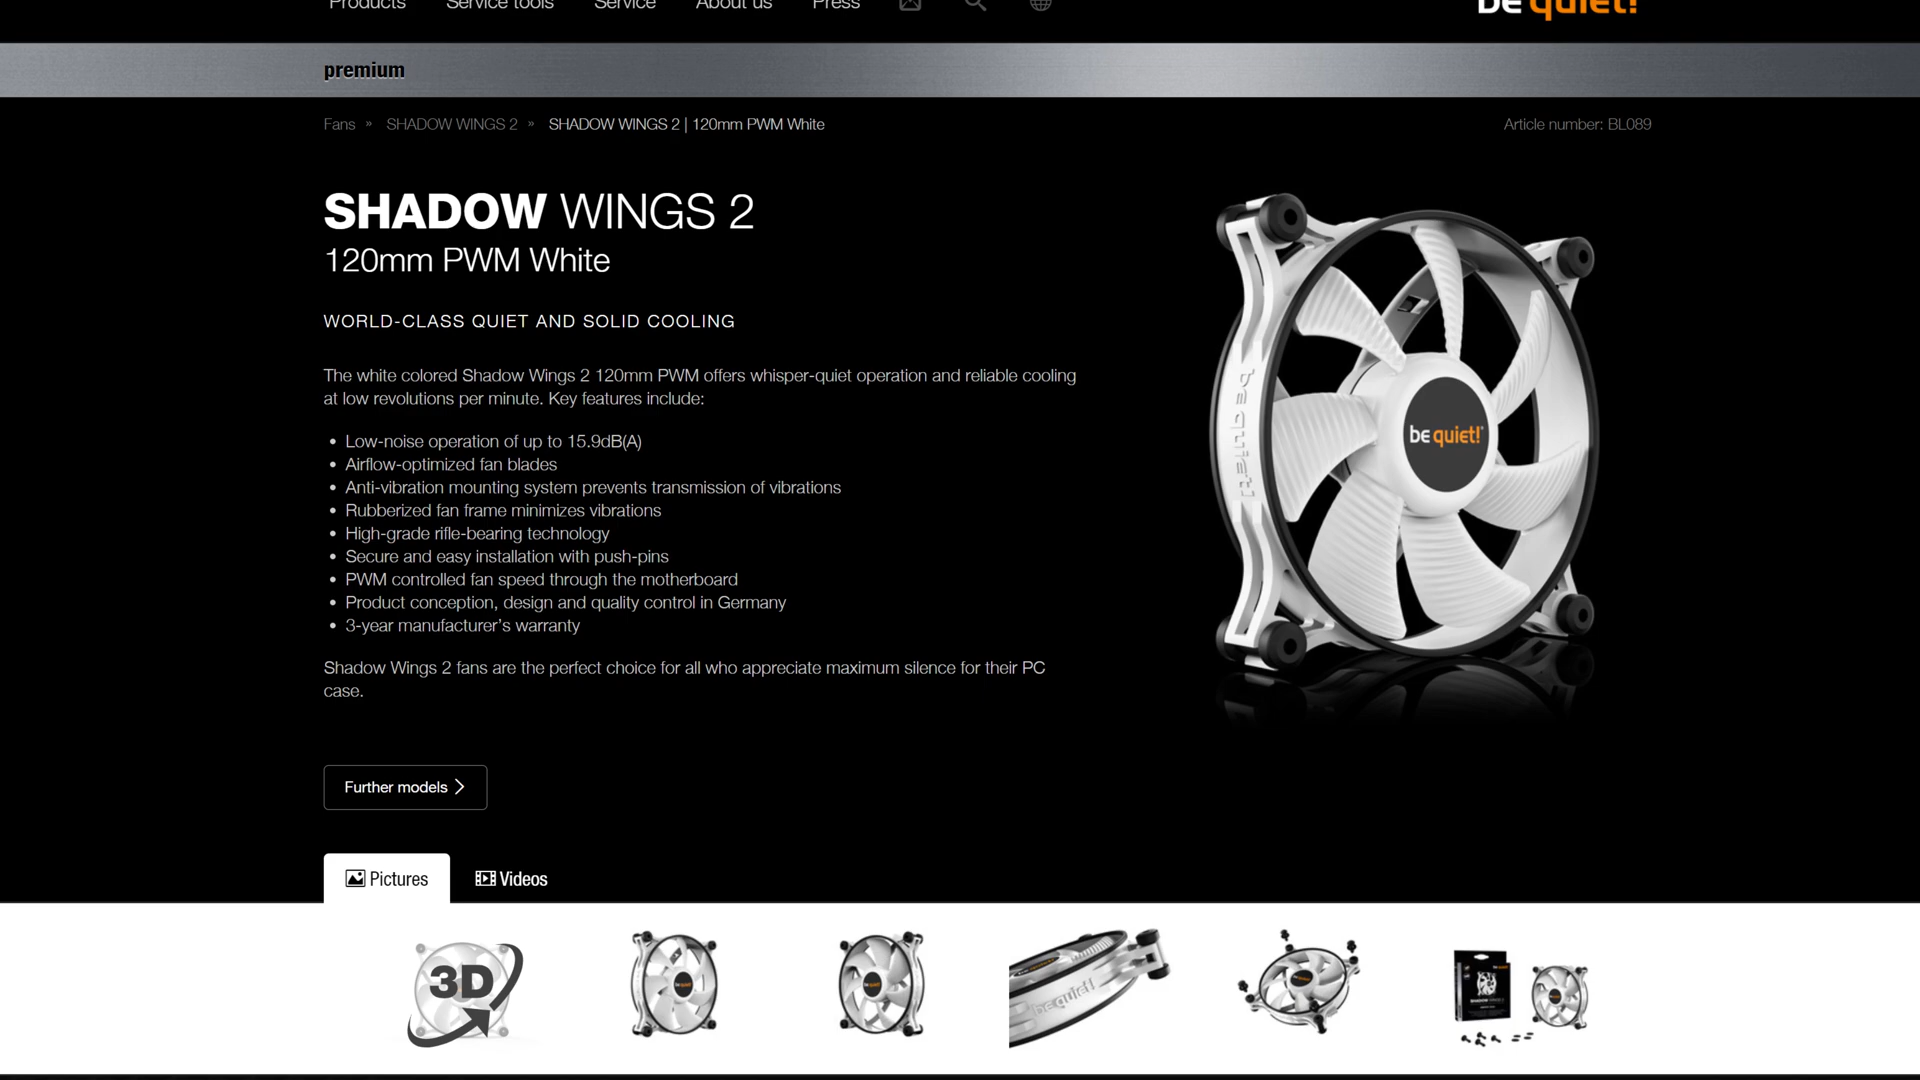 Products Service tools Service About us Press
be quiet!
premium
Fans » SHADOW WINGS 2 » SHADOW WINGS 2 | 120mm PWM White
Article number: BL089
SHADOW WINGS 2
120mm PWM White
WORLD-CLASS QUIET AND SOLID COOLING
The white colored Shadow Wings 2 120mm PWM offers whisper-quiet operation and reliable cooling
at low revolutions per minute. Key features include:
• Low-noise operation of up to 15.9dB(A)
• Airflow-optimized fan blades
• Anti-vibration mounting system prevents transmission of vibrations
• Rubberized fan frame minimizes vibrations
• High-grade rifle-bearing technology
• Secure and easy installation with push-pins
• PWM controlled fan speed through the motherboard
• Product conception, design and quality control in Germany
• 3-year manufacturer's warranty
Shadow Wings 2 fans are the perfect choice for all who appreciate maximum silence for their PC
case.
be quiet!
be quiet!
Further models
Pictures Videos
3D
be quiet!
be quiet!
be quiet!
SHADOW WINGS 2